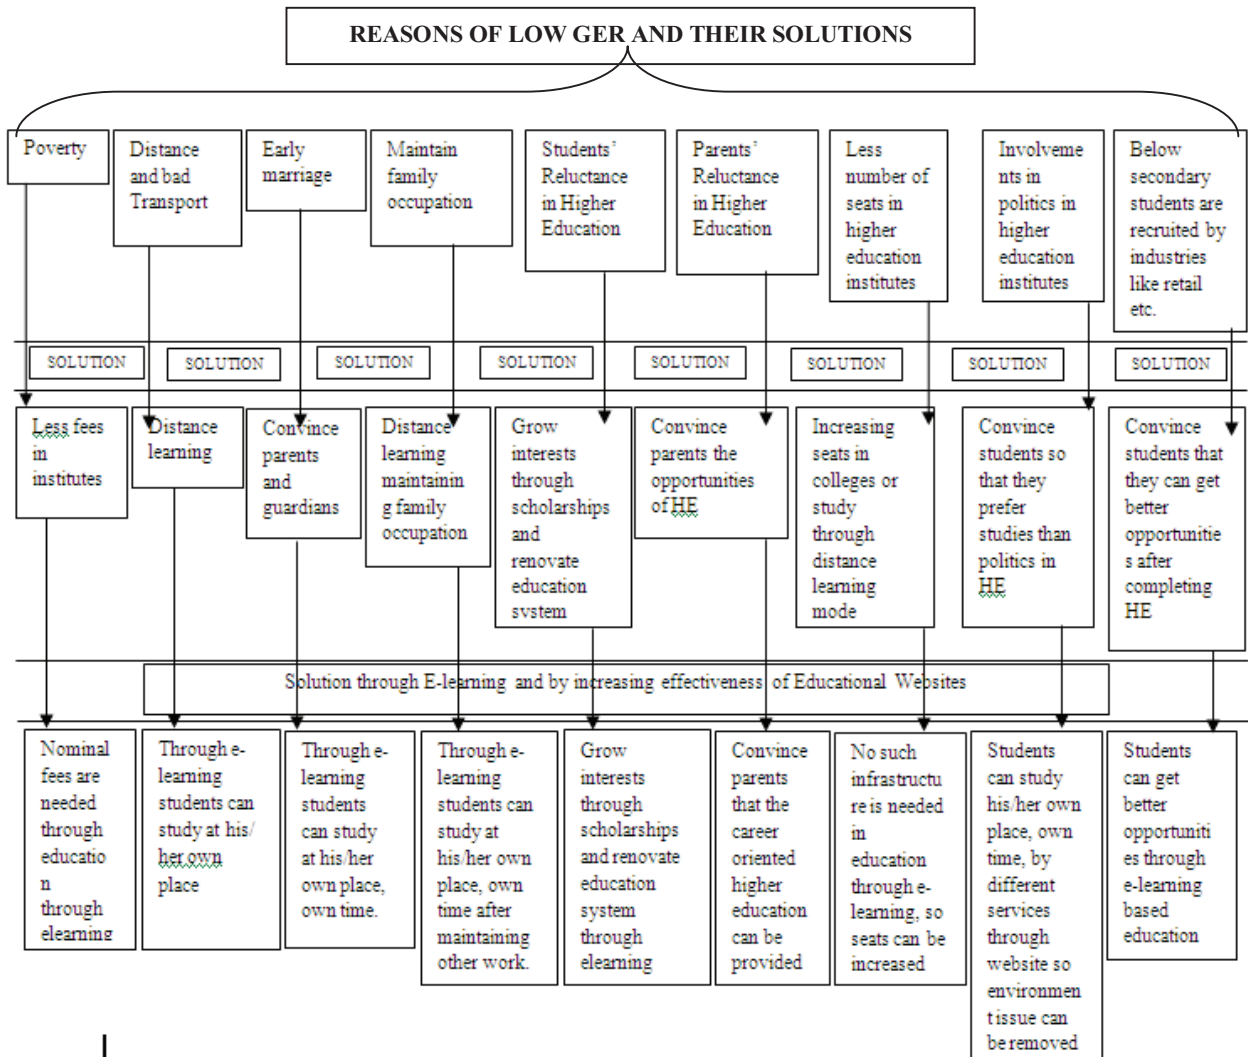 REASONS OF LOW GER AND THEIR SOLUTIONS
Poverty
Distance
and bad
Transport
Early
marriage
Maintain
family
occupation
Students'
Reluctance
in Higher
Education
Parents'
Reluctance
in Higher
Education
Less
number of
seats in
higher
education
institutes
Involveme
nts in
politics in
higher
education
institutes
Below
secondary
students are
recruited by
industries
like retail
etc.
SOLUTION
SOLUTION
SOLUTION
SOLUTION
SOLUTION
SOLUTION
SOLUTION
SOLUTION
Less fees
in
institutes
Distance
learning
Convince
parents
and
guardians
Distance
learning
maintainin
g family
occupation
Grow
interests
through
scholarships
and
renovate
education
system
Convince
parents the
opportunities
of HE
Increasing
seats in
colleges or
study
through
distance
learning
mode
Convince
students so
that they
prefer
studies than
politics in
HE
Convince
students that
they can get
better
opportunitie
s after
completing
HE
Solution through E-learning and by increasing effectiveness of Educational Websites
Nominal
fees are
needed
through
educatio
n
through
elearning
Through e-
learning
students can
study at his/
her own
place
Through e-
learning
students
can study
at his/her
own place,
own time.
Through e-
learning
students can
study at
his/her own
place, own
time after
maintaining
other work.
Grow
interests
through
scholarships
and renovate
education
system
through
elearning
Convince
parents
that the
career
oriented
higher
education
can be
provided
No such
infrastructu
re is needed
in
education
through e-
learning, so
seats can be
increased
Students
can study
his/her own
place, own
time, by
different
services
through
website so
environmen
t issue can
be removed
Students
can get
better
opportuniti
es through
e-learning
based
education